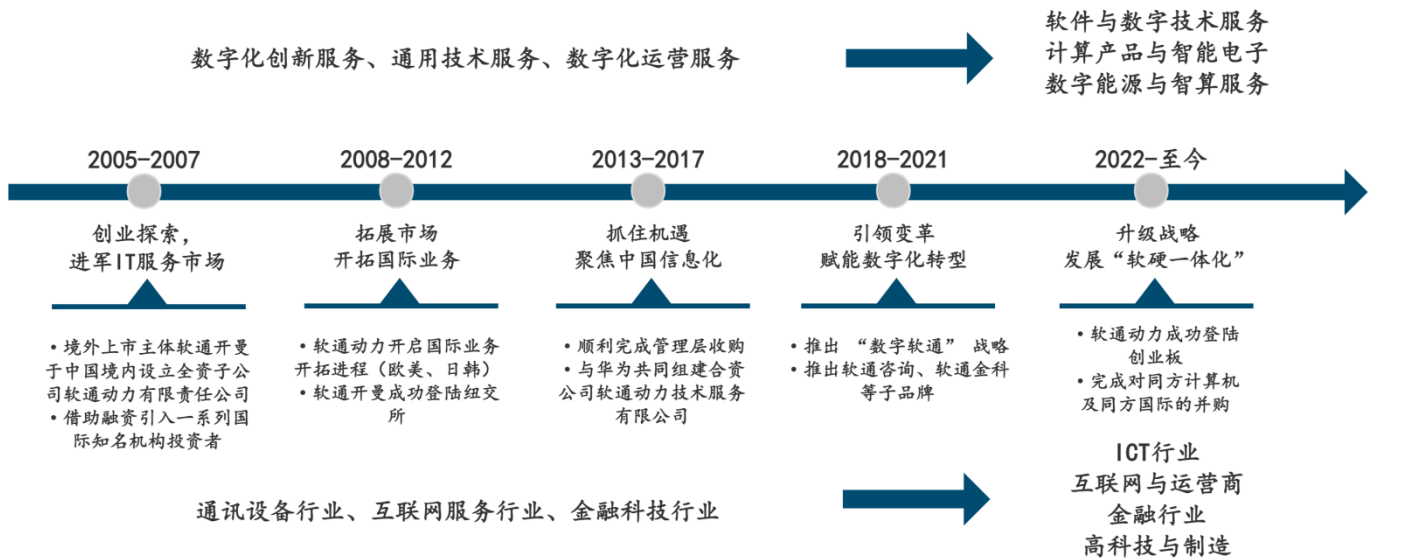 数字化创新服务、通用技术服务、数字化运营服务
软件与数字技术服务
计算产品与智能电子
数字能源与智算服务
2005-2007
创业探索，
进军IT服务市场
•境外上市主体软通开曼
于中国境内设立全资子公
司软通动力有限责任公司
•借助融资引入一系列国
际知名机构投资者
2008-2012
拓展市场
开拓国际业务
•软通动力开启国际业务
开拓进程（欧美、日韩）
•软通开曼成功登陆纽交
所
2013-2017
抓住机遇
聚焦中国信息化
•顺利完成管理层收购
•与华为共同组建合资
公司软通动力技术服务
有限公司
2018-2021
引领变革
赋能数字化转型
•推出 “数字软通” 战略
•推出软通咨询、软通金科
等子品牌
2022-至今
升级战略
发展“软硬一体化”
•软通动力成功登陆
创业板
•完成对同方计算机
及同方国际的并购
通讯设备行业、互联网服务行业、金融科技行业
ICT行业
互联网与运营商
金融行业
高科技与制造